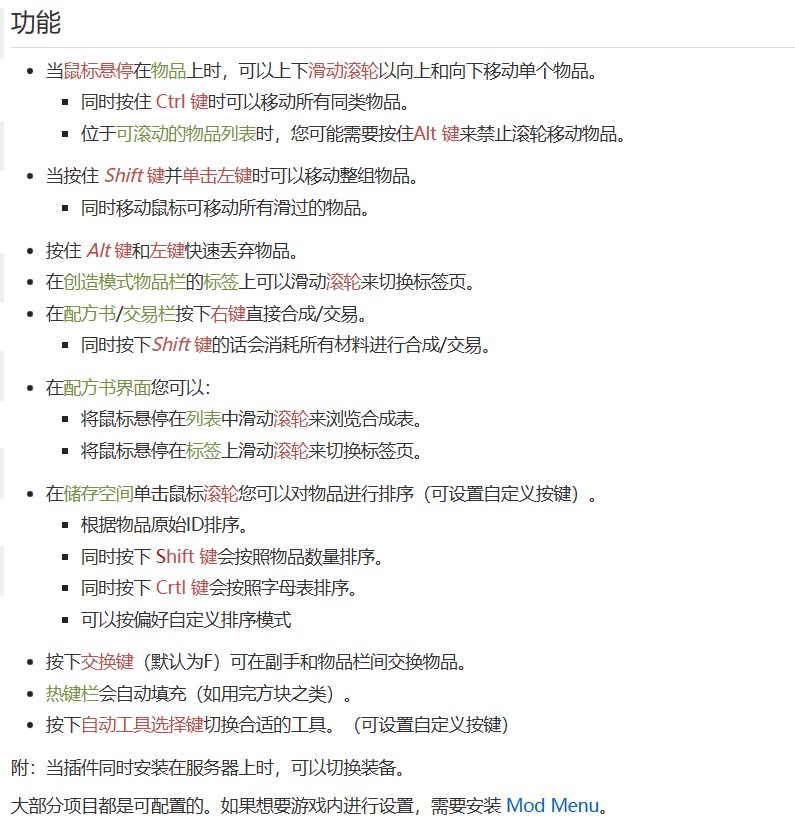 功能
当鼠标悬停在物品上时，可以上下滑动滚轮以向上和向下移动单个物品。
同时按住 Ctrl 键时可以移动所有同类物品。
位于可滚动的物品列表时，您可能需要按住Alt 键来禁止滚轮移动物品。
当按住 Shift 键并单击左键时可以移动整组物品。
同时移动鼠标可移动所有滑过的物品。
按住 Alt 键和左键快速丢弃物品。
在创造模式物品栏的标签上可以滑动滚轮来切换标签页。
在配方书/交易栏按下右键直接合成/交易。
同时按下Shift 键的话会消耗所有材料进行合成/交易。
在配方书界面您可以：
将鼠标悬停在列表中滑动滚轮来浏览合成表。
将鼠标悬停在标签上滑动滚轮来切换标签页。
在储存空间单击鼠标滚轮您可以对物品进行排序（可设置自定义按键）。
根据物品原始ID排序。
同时按下 Shift 键会按照物品数量排序。
同时按下 Crtl 键会按照字母表排序。
可以按偏好自定义排序模式
按下交换键（默认为F）可在副手和物品栏间交换物品。
热键栏会自动填充（如用完方块之类）。
按下自动工具选择键切换合适的工具。（可设置自定义按键）
附：当插件同时安装在服务器上时，可以切换装备。
大部分项目都是可配置的。如果想要游戏内进行设置，需要安装 Mod Menu。